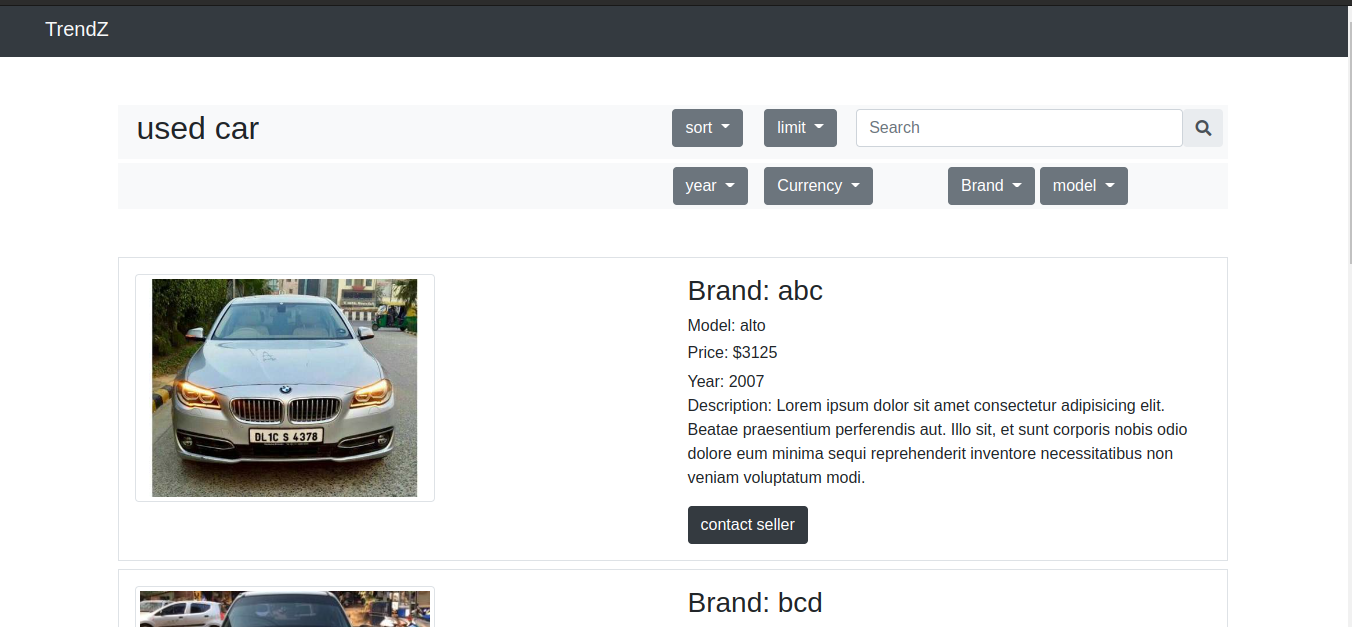 TrendZ
used car
sort
limit
Search
year
Currency
Brand
model
DL1C S 4378
Brand: abc
Model: alto
Price: $3125
Year: 2007
Description: Lorem ipsum dolor sit amet consectetur adipisicing elit.
Beatae praesentium perferendis aut. Illo sit, et sunt corporis nobis odio
dolore eum minima sequi reprehenderit inventore necessitatibus non
veniam voluptatum modi.
contact seller
Brand: bcd